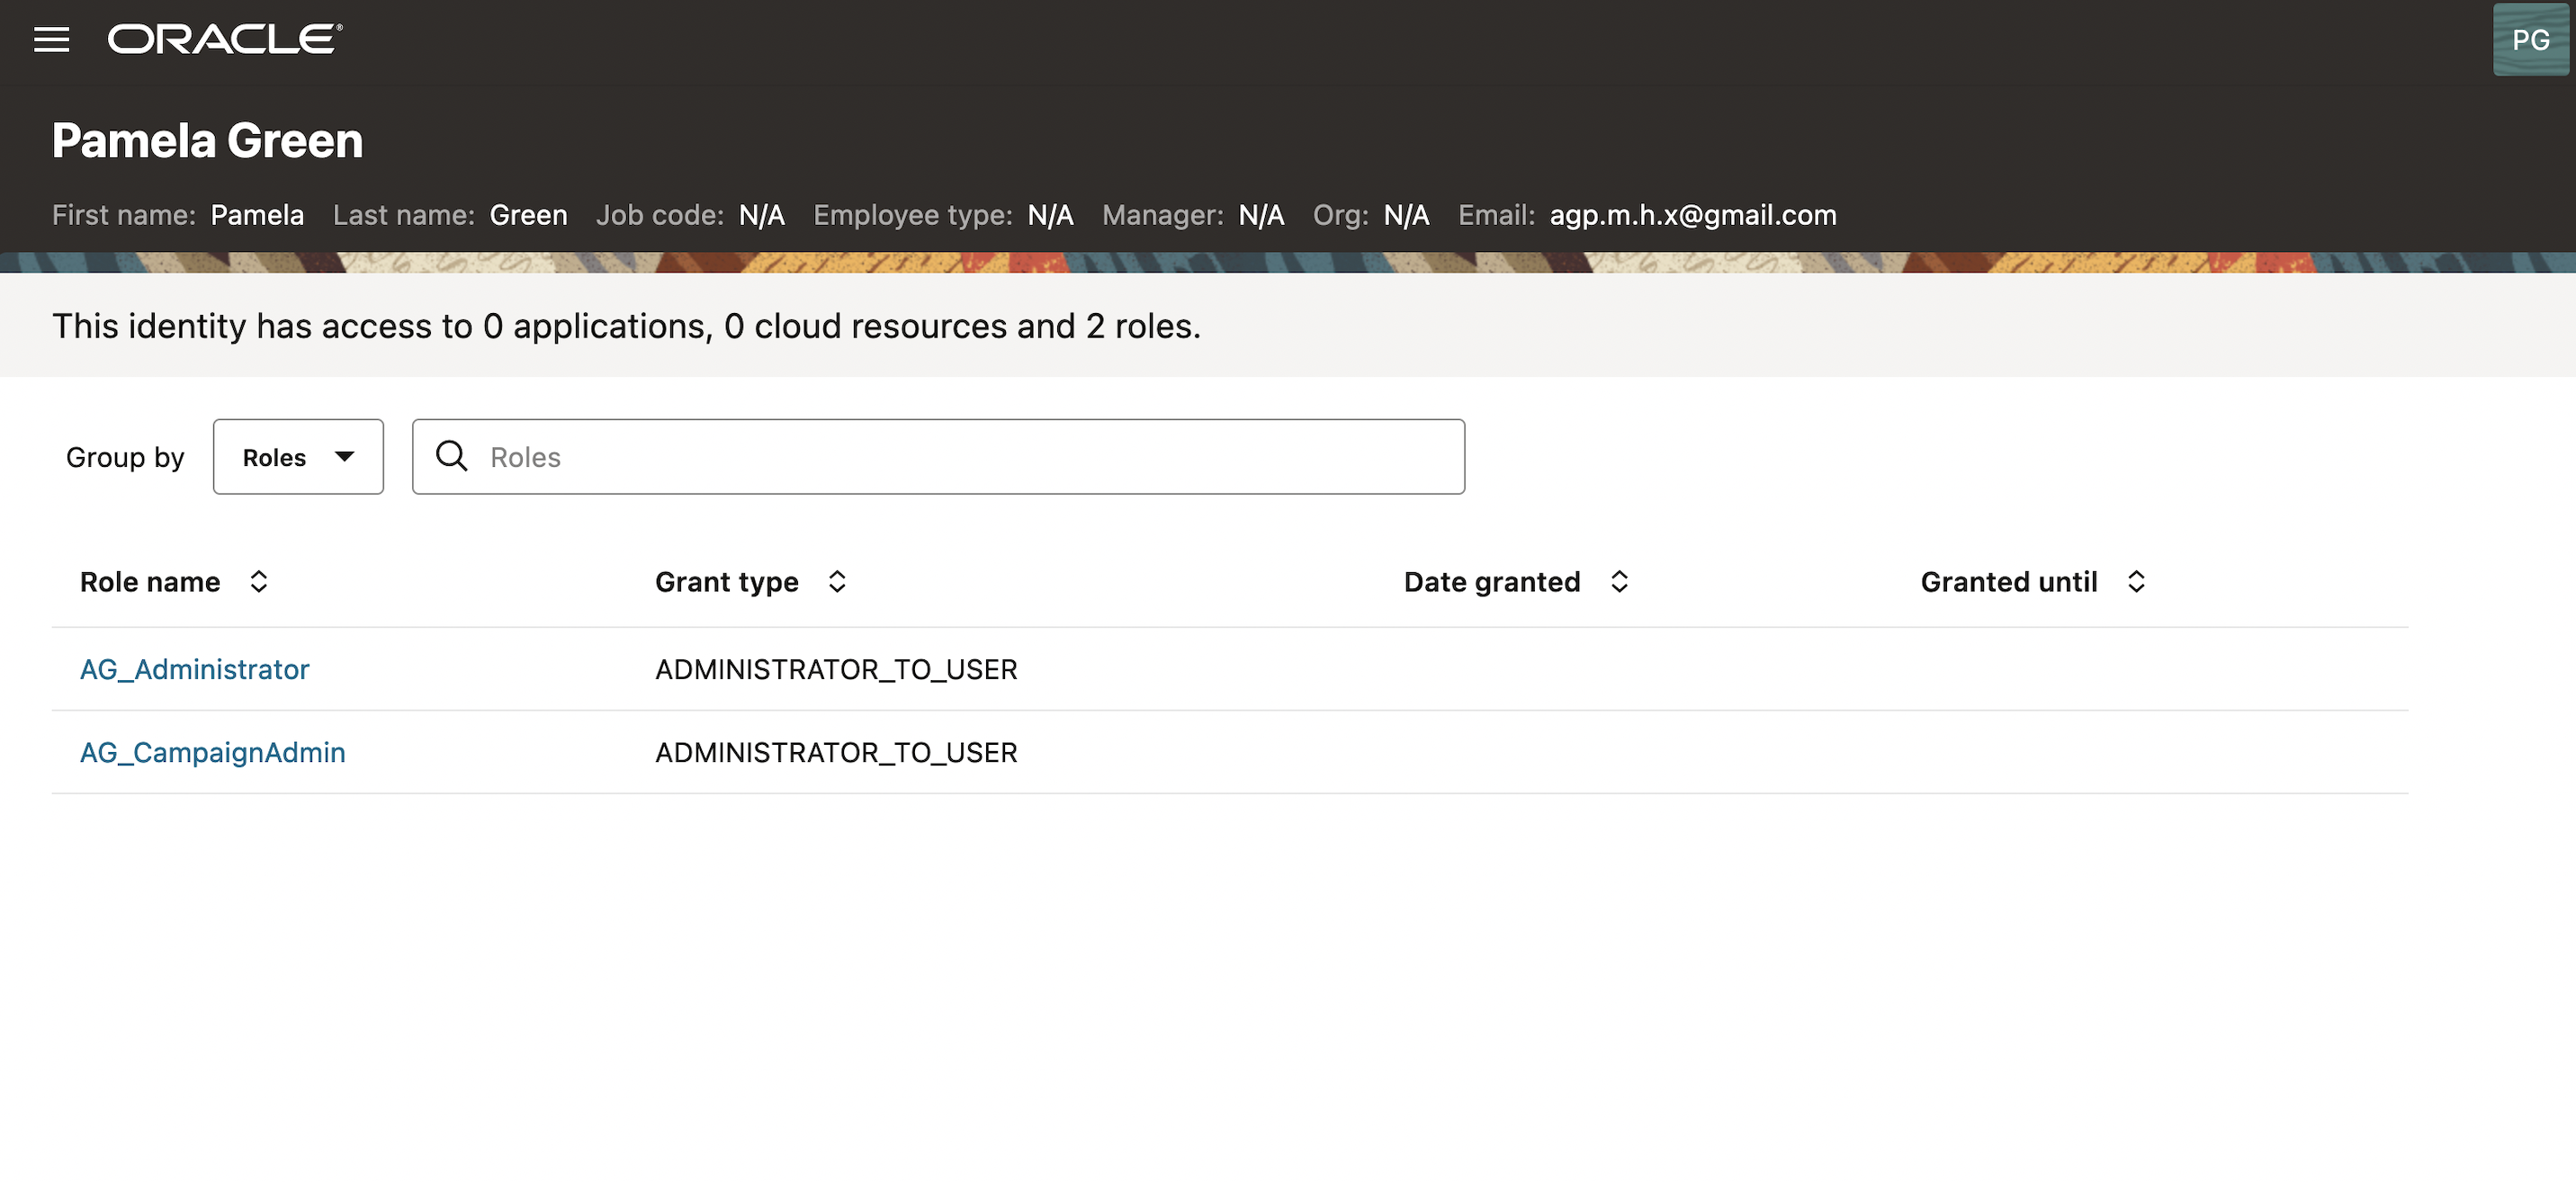 ORACLE®
PG
Pamela Green
First name: Pamela Last name: Green Job code: N/A Employee type: N/A Manager: N/A Org: N/A Email: agp.m.h.x@gmail.com
This identity has access to 0 applications, 0 cloud resources and 2 roles.
Group by Roles Roles
Role name Grant type Date granted Granted until
AG_Administrator ADMINISTRATOR_TO_USER
AG_CampaignAdmin ADMINISTRATOR_TO_USER